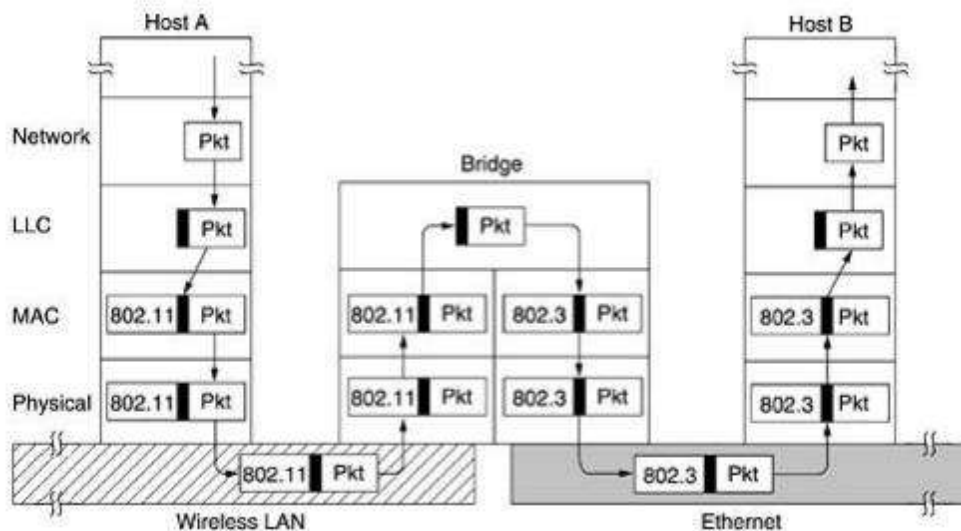 Host A
Host B
Network
Pkt
Pkt
Bridge
LLC
Pkt
Pkt
Pkt
MAC
802.11 Pkt
802.11 Pkt
802.3 Pkt
802.3 Pkt
Physical
802.11 Pkt
802.11 Pkt
802.3 Pkt
802.3 Pkt
802.11 Pkt
802.3 Pkt
Wireless LAN
Ethernet